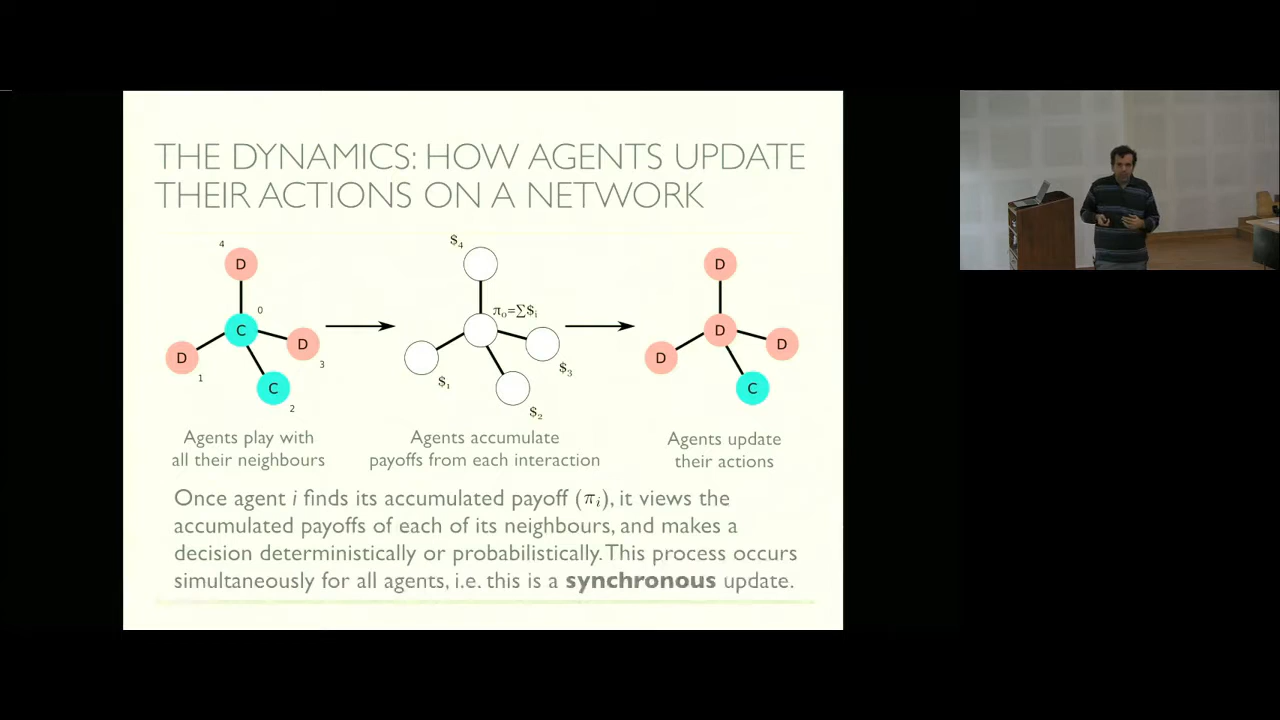 THE DYNAMICS: HOW AGENTS UPDATE
THEIR ACTIONS ON A NETWORK
4
D
0
C
D
1
D
3
C
2
$4
π₀=∑$ᵢ
$1
$3
$2
D
D
D
D
C
Agents play with
all their neighbours
Agents accumulate
payoffs from each interaction
Agents update
their actions
Once agent i finds its accumulated payoff (πᵢ), it views the
accumulated payoffs of each of its neighbours, and makes a
decision deterministically or probabilistically. This process occurs
simultaneously for all agents, i.e. this is a synchronous update.